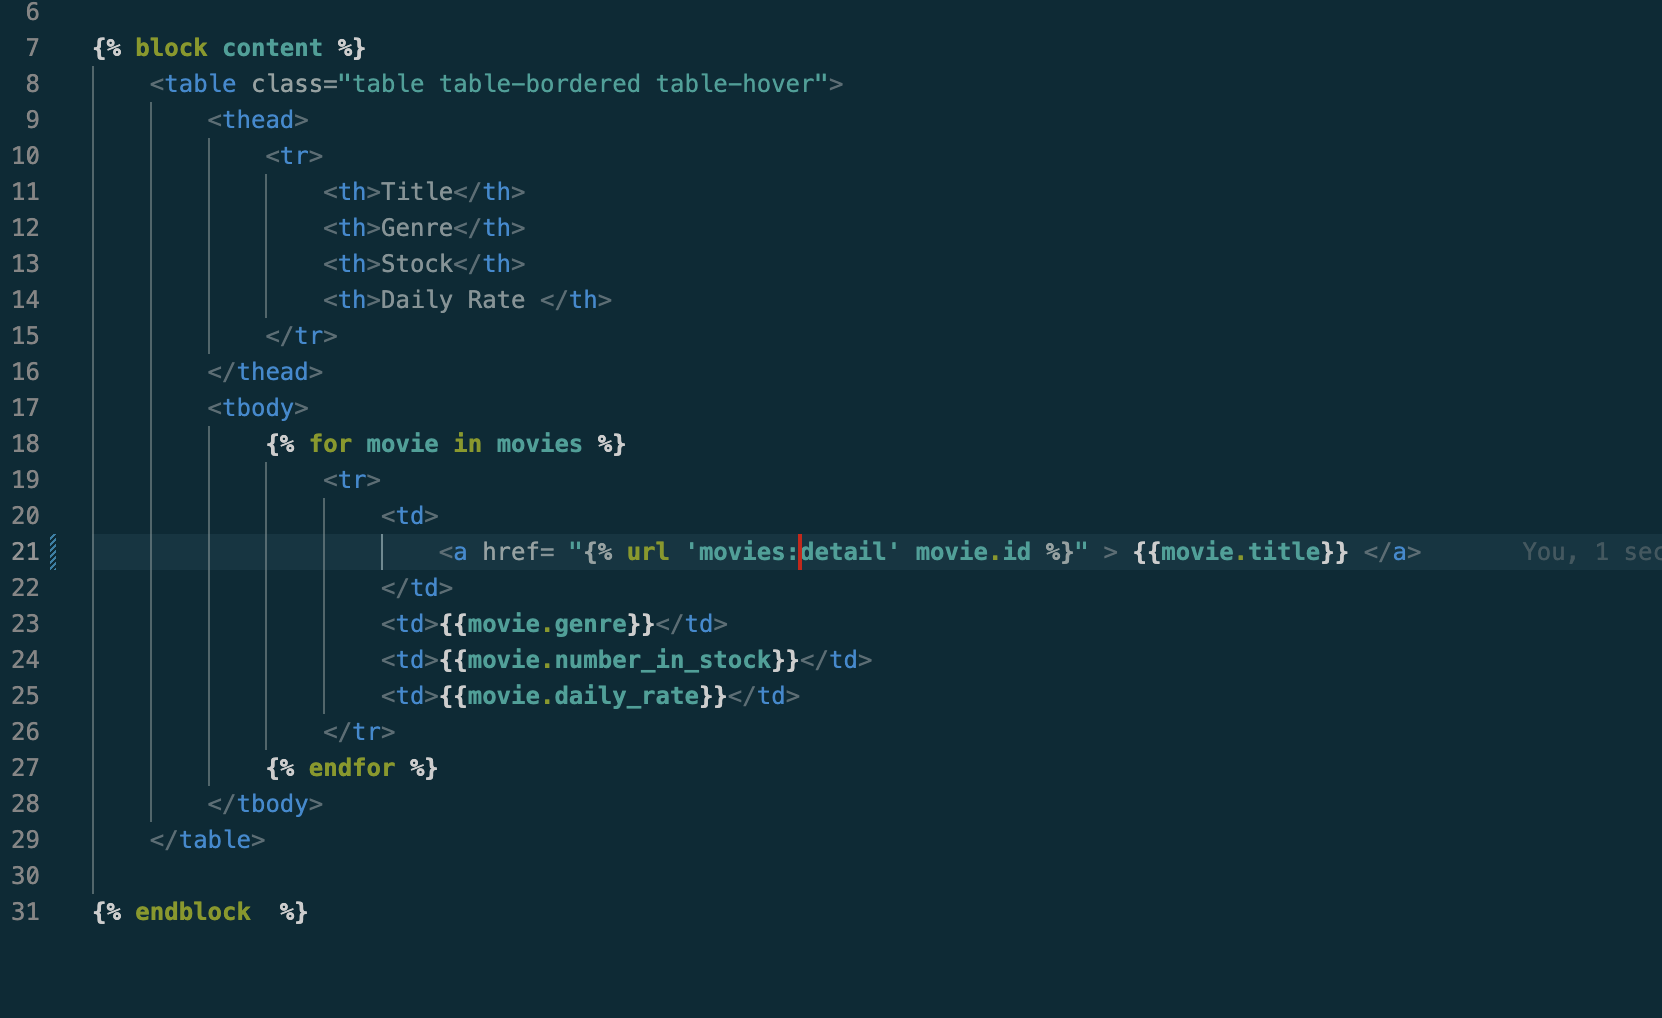 6
7 {% block content %}
8 <table class="table table-bordered table-hover">
9 <thead>
10 <tr>
11 <th>Title</th>
12 <th>Genre</th>
13 <th>Stock</th>
14 <th>Daily Rate </th>
15 </tr>
16 </thead>
17 <tbody>
18 {% for movie in movies %}
19 <tr>
20 <td>
21 <a href= "{% url 'movies:detail' movie.id %}" > {{movie.title}} </a> You, 1 sec
22 </td>
23 <td>{{movie.genre}}</td>
24 <td>{{movie.number_in_stock}}</td>
25 <td>{{movie.daily_rate}}</td>
26 </tr>
27 {% endfor %}
28 </tbody>
29 </table>
30
31 {% endblock  %}